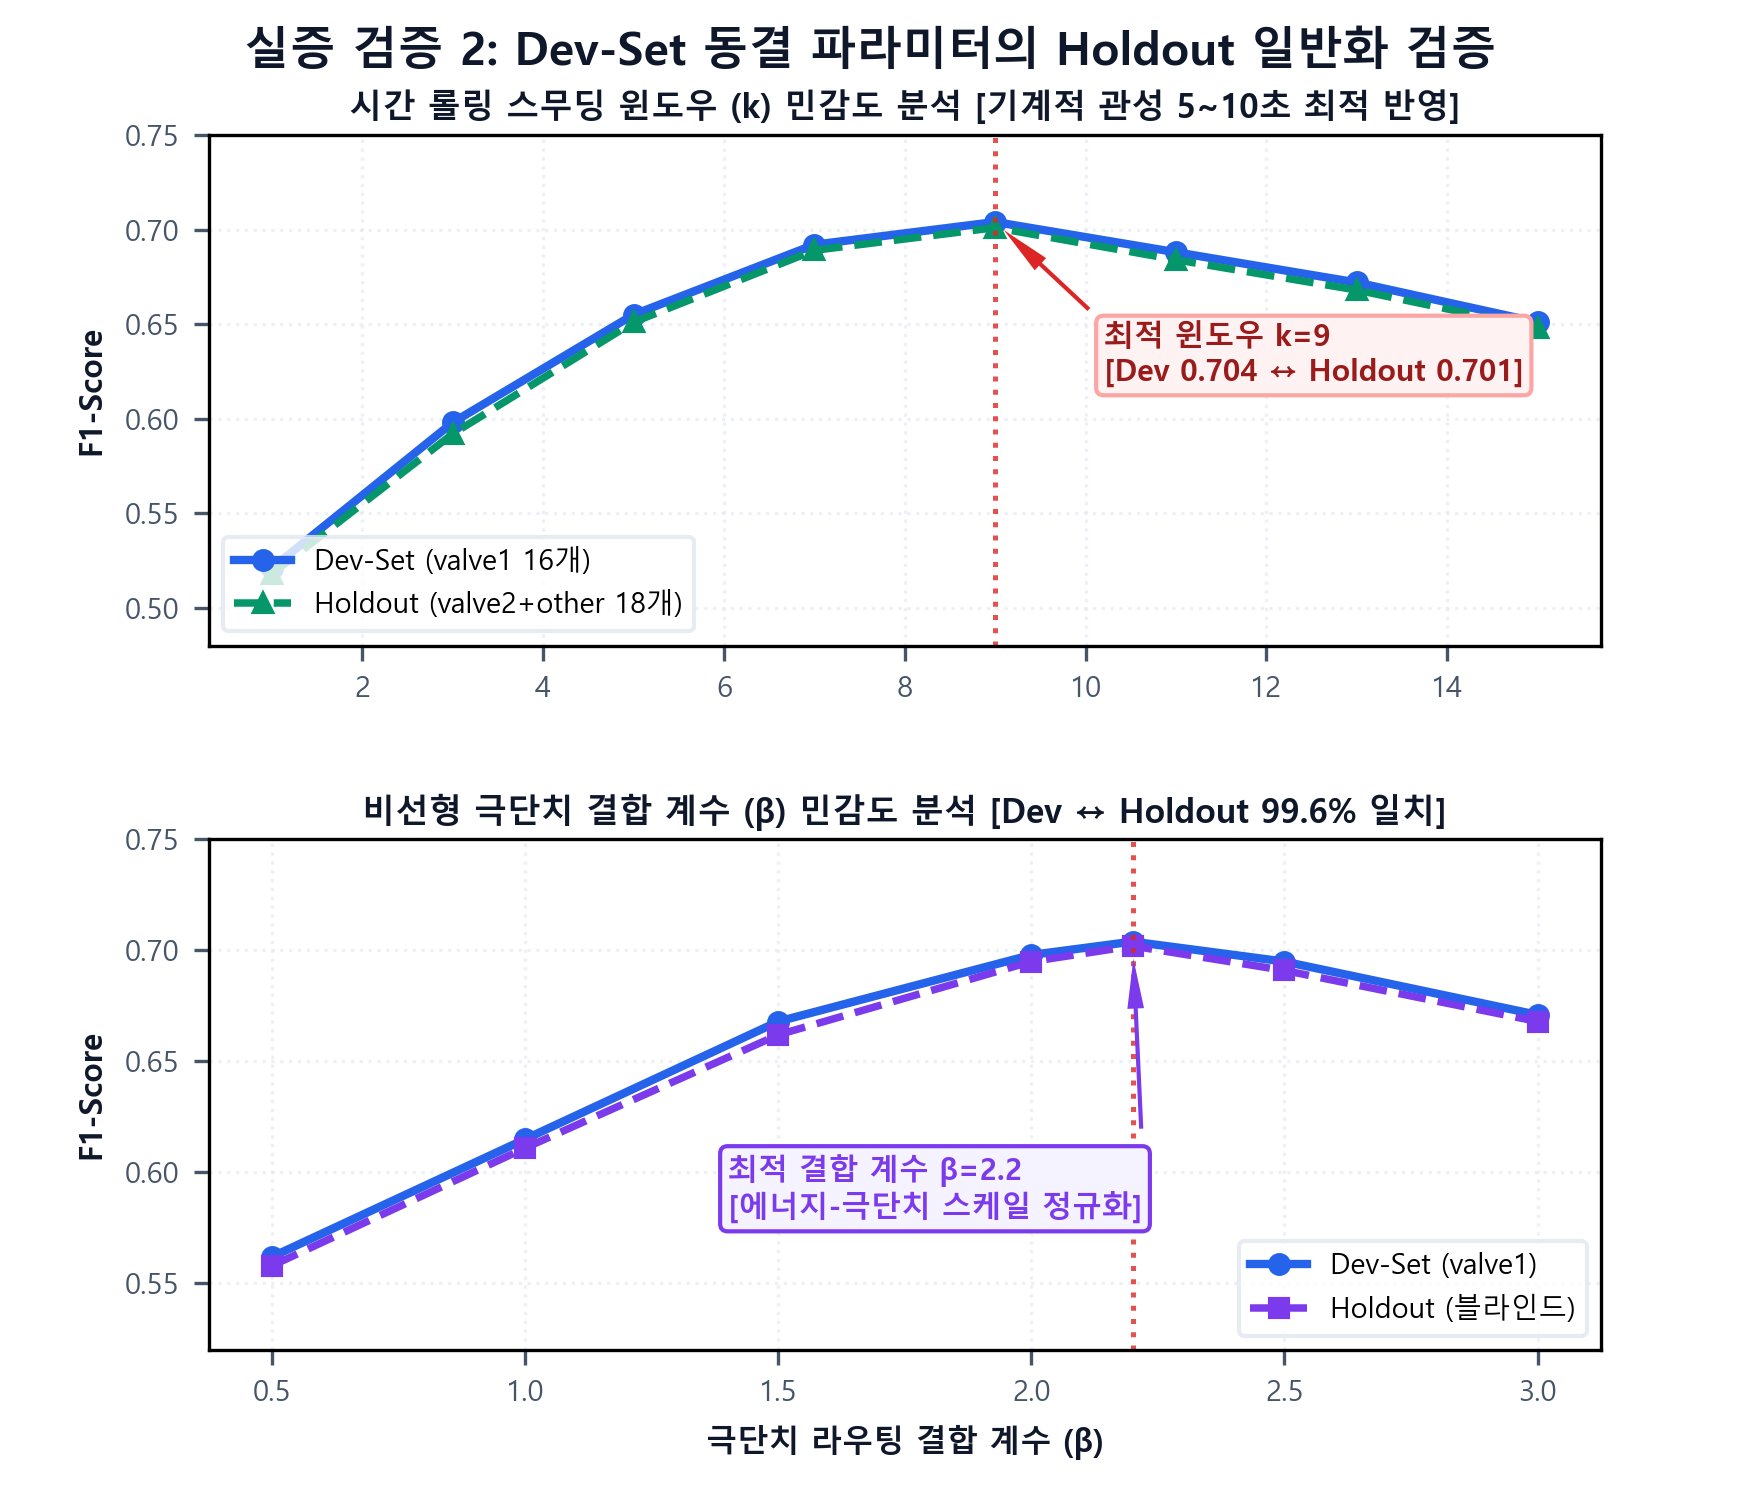 실증 검증 2: Dev-Set 동결 파라미터의 Holdout 일반화 검증
시간 롤링 스무딩 윈도우 (k) 민감도 분석 [기계적 관성 5~10초 최적 반영]
0.75
0.70
0.65
0.60
0.55
0.50
F1-Score
최적 윈도우 k=9
[Dev 0.704 ↔ Holdout 0.701]
Dev-Set (valve1 16개)
Holdout (valve2+other 18개)
2 4 6 8 10 12 14
비선형 극단치 결합 계수 (β) 민감도 분석 [Dev ↔ Holdout 99.6% 일치]
0.75
0.70
0.65
0.60
0.55
F1-Score
최적 결합 계수 β=2.2
[에너지-극단치 스케일 정규화]
Dev-Set (valve1)
Holdout (블라인드)
0.5 1.0 1.5 2.0 2.5 3.0
극단치 라우팅 결합 계수 (β)